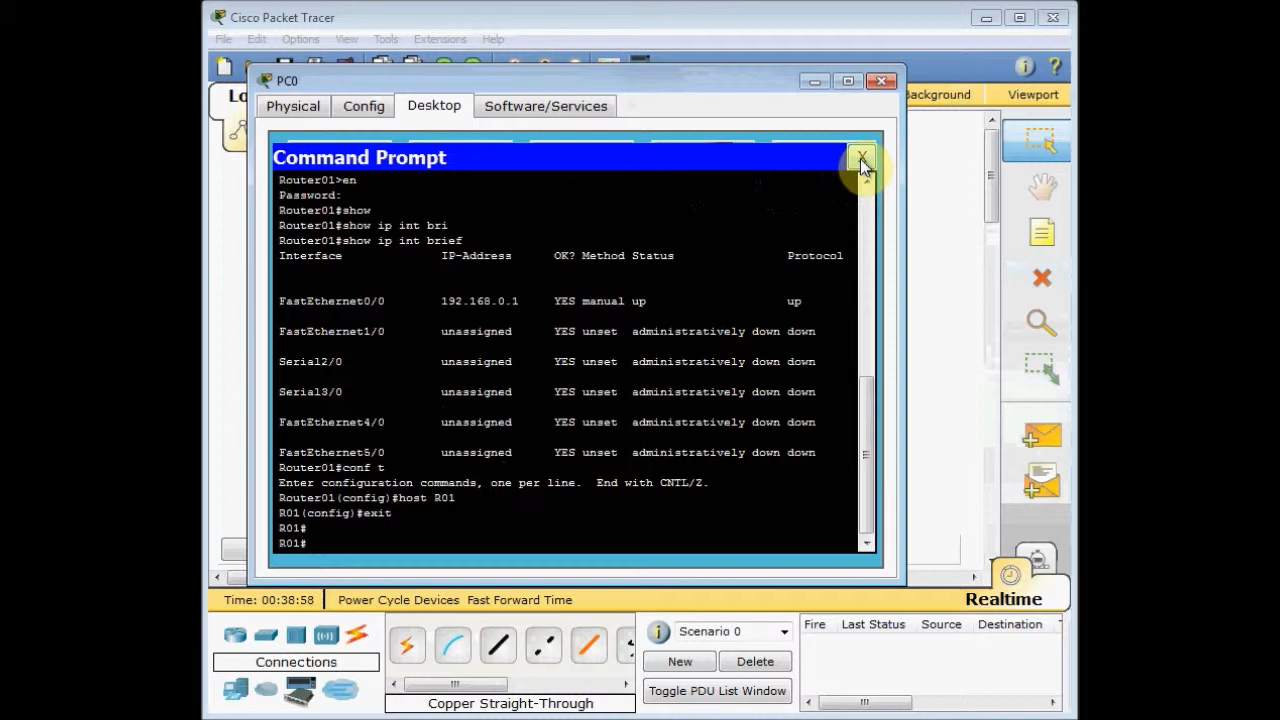 Cisco Packet Tracer
File Edit Options View Tools Extensions Help
PC0
Lo
Background
Viewport
Physical Config Desktop Software/Services
Command Prompt X
Router01>en
Password:
Router01#show
Router01#show ip int bri
Router01#show ip int brief
Interface IP-Address OK? Method Status Protocol
FastEthernet0/0 192.168.0.1 YES manual up up
FastEthernet1/0 unassigned YES unset administratively down down
Serial2/0 unassigned YES unset administratively down down
Serial3/0 unassigned YES unset administratively down down
FastEthernet4/0 unassigned YES unset administratively down down
FastEthernet5/0 unassigned YES unset administratively down down
Router01#conf t
Enter configuration commands, one per line. End with CNTL/Z.
Router01(config)#host R01
R01(config)#exit
R01#
R01#
Time: 00:38:58 Power Cycle Devices Fast Forward Time
Realtime
Connections
Copper Straight-Through
Scenario 0
New Delete
Toggle PDU List Window
Fire Last Status Source Destination